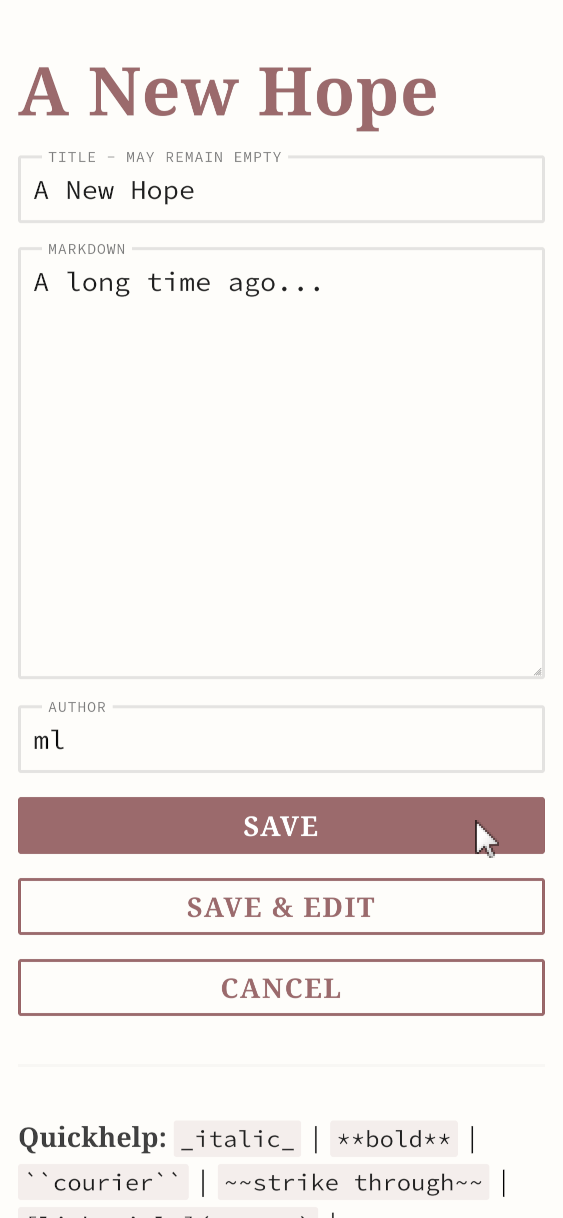 A New Hope
TITLE – MAY REMAIN EMPTY
A New Hope
MARKDOWN
A long time ago...
AUTHOR
ml
SAVE
SAVE & EDIT
CANCEL
Quickhelp: _italic_ | **bold** |
``courier`` | ~~strike through~~ |